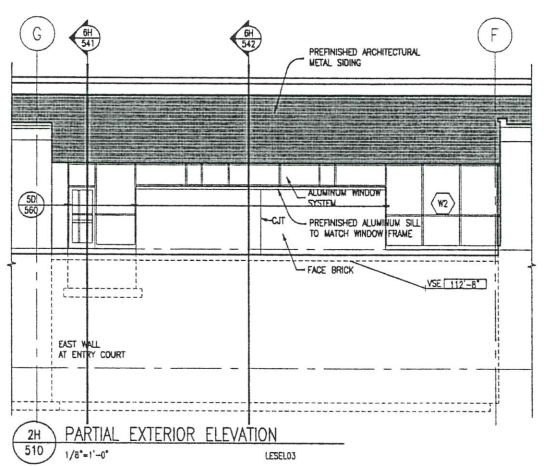 G
6H
541
6H
542
F
PREFINISHED ARCHITECTURAL
METAL SIDING
5D
560
ALUMINUM WINDOW
SYSTEM
W2
CJT
PREFINISHED ALUMINUM SILL
TO MATCH WINDOW FRAME
FACE BRICK
VSE 112'-8"
EAST WALL
AT ENTRY COURT
2H
510
PARTIAL EXTERIOR ELEVATION
1/8"=1'-0"
LESEL03